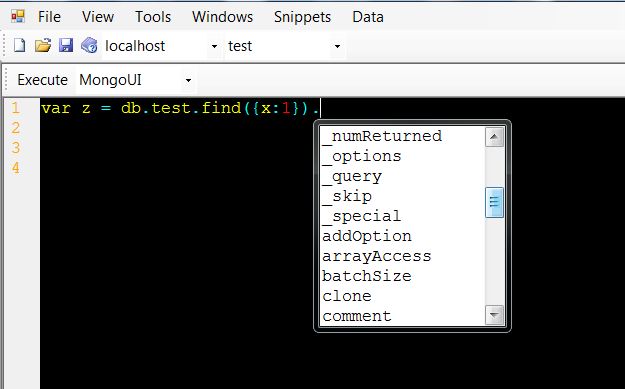 File View Tools Windows Snippets Data
localhost test
Execute MongoUI
1 var z = db.test.find({x:1}).
2
3
4
_numReturned
_options
_query
_skip
_special
addOption
arrayAccess
batchSize
clone
comment